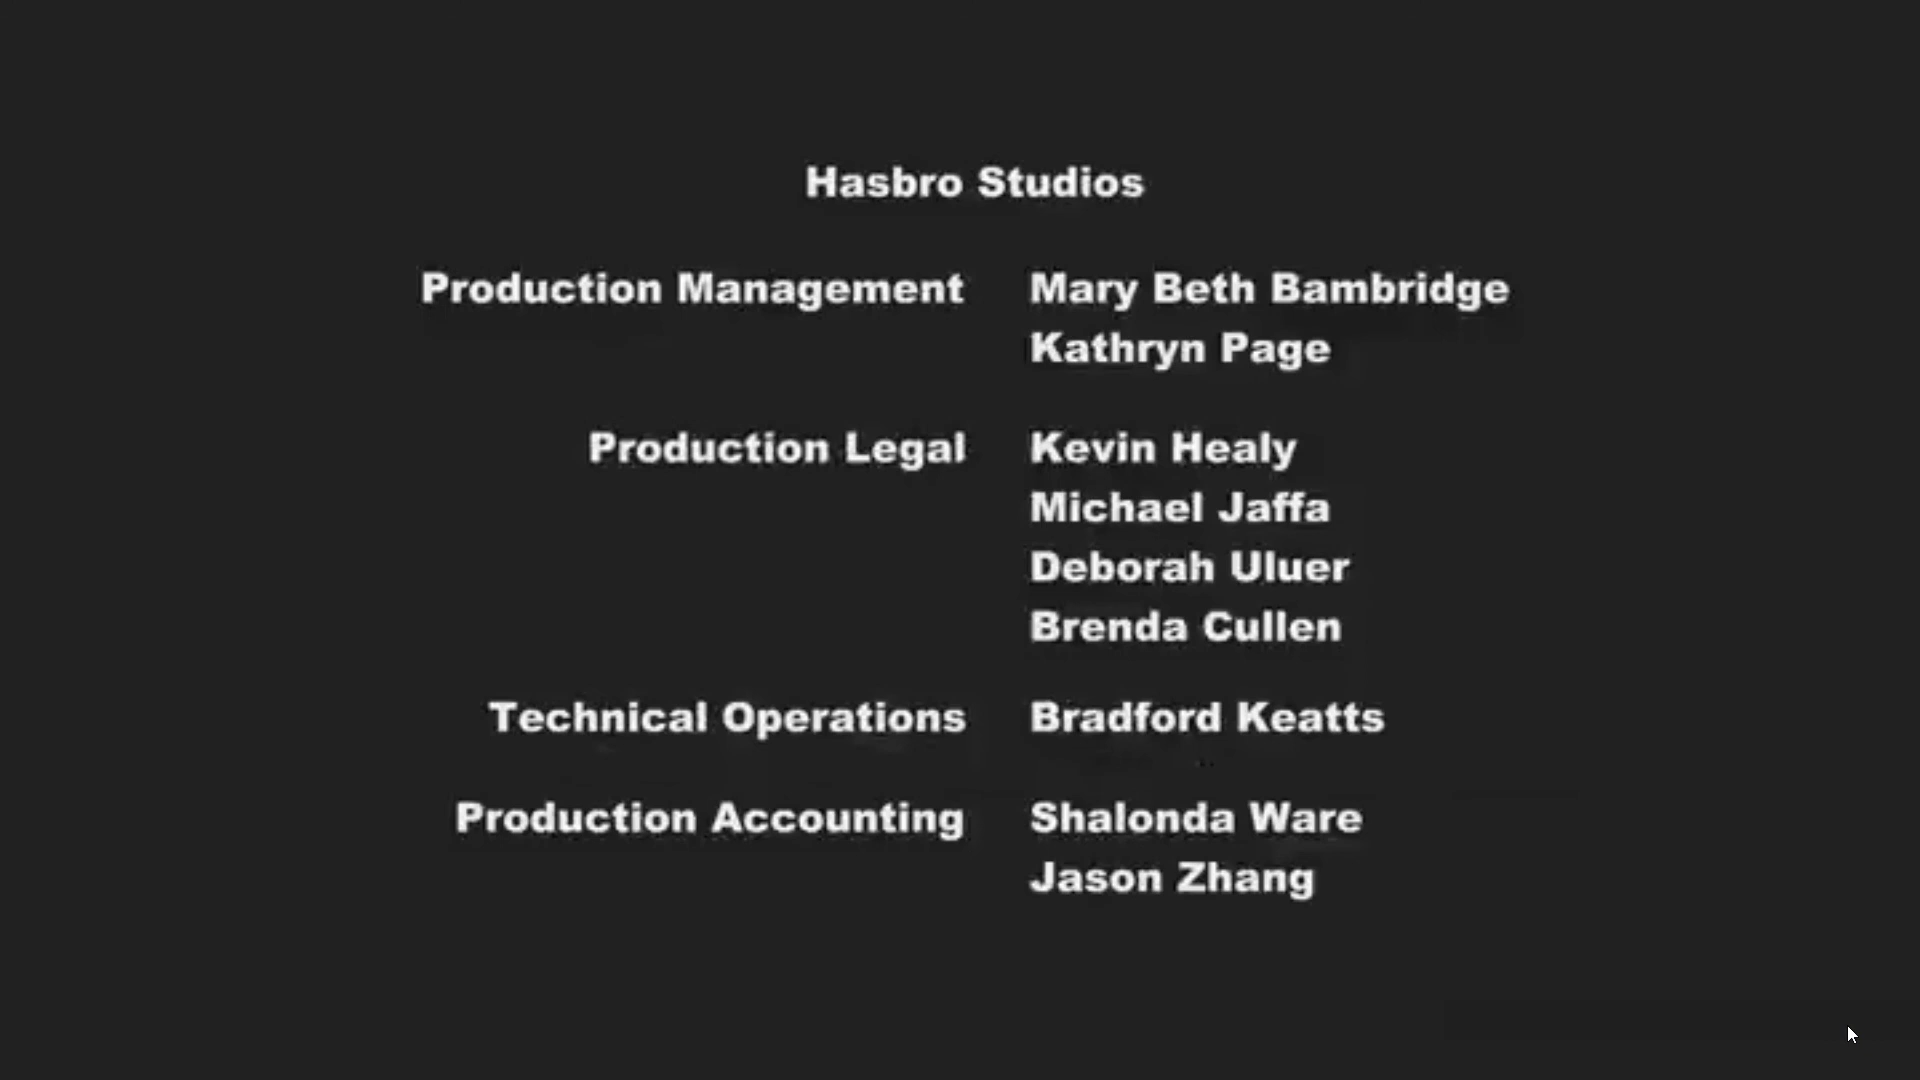 Hasbro Studios
Production Management Mary Beth Bambridge
Kathryn Page
Production Legal Kevin Healy
Michael Jaffa
Deborah Uluer
Brenda Cullen
Technical Operations Bradford Keatts
Production Accounting Shalonda Ware
Jason Zhang